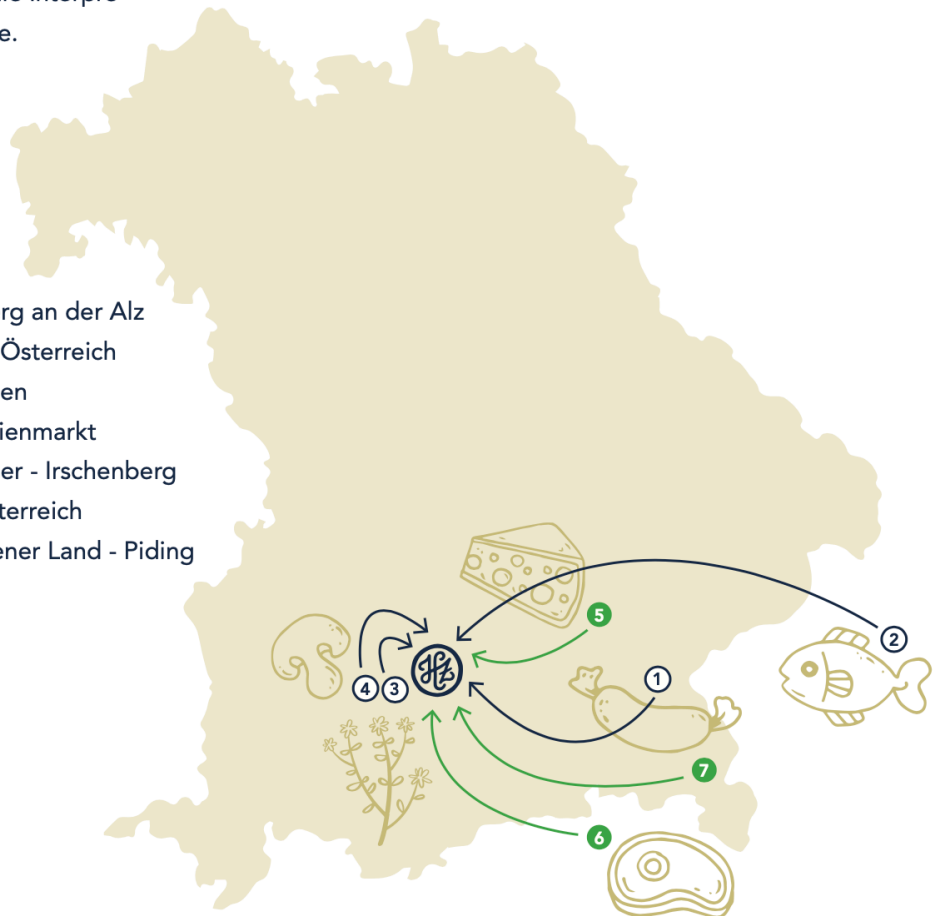 e.
rg an der Alz
Österreich
en
ienmarkt
er - Irschenberg
terreich
ener Land - Piding
5
2
1
4 3
HZ
7
6